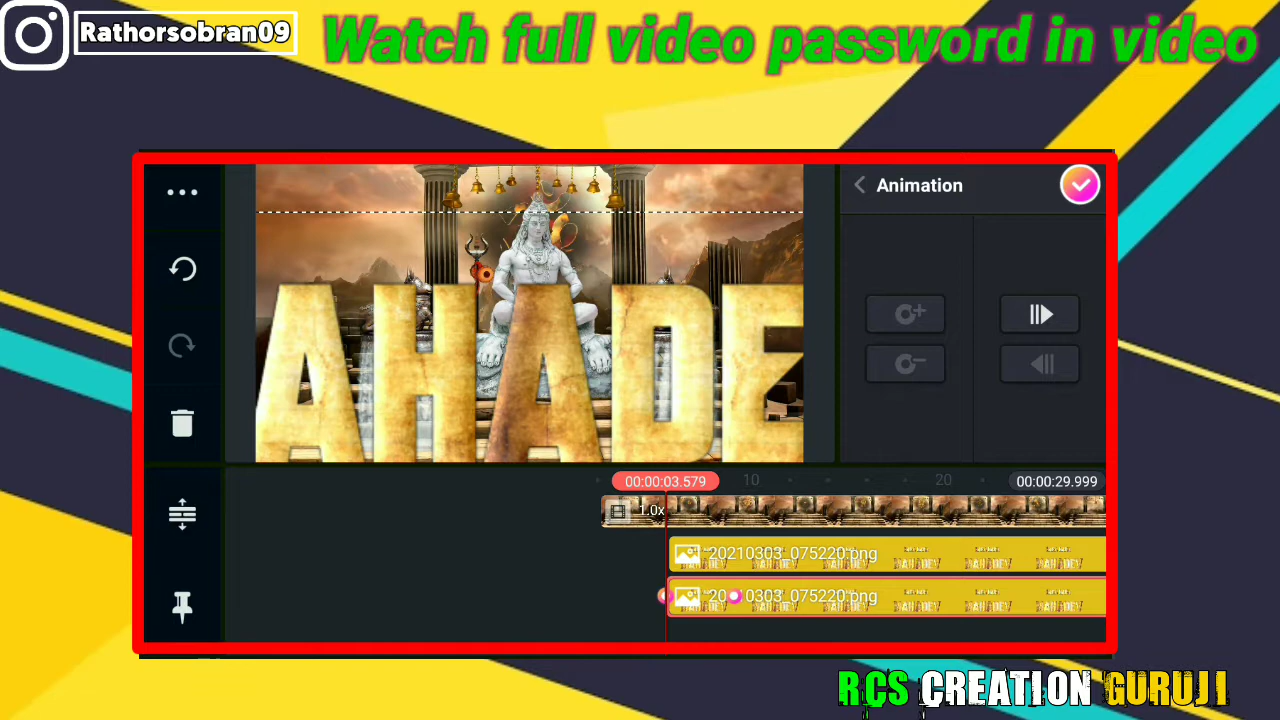 Rathorsobran09
Watch full video password in video
Animation
AHADE
00:00:03.579
10
20
00:00:29.999
1.0x
20210303_075220.png
20210303_075220.png
RCS CREATION GURUJI